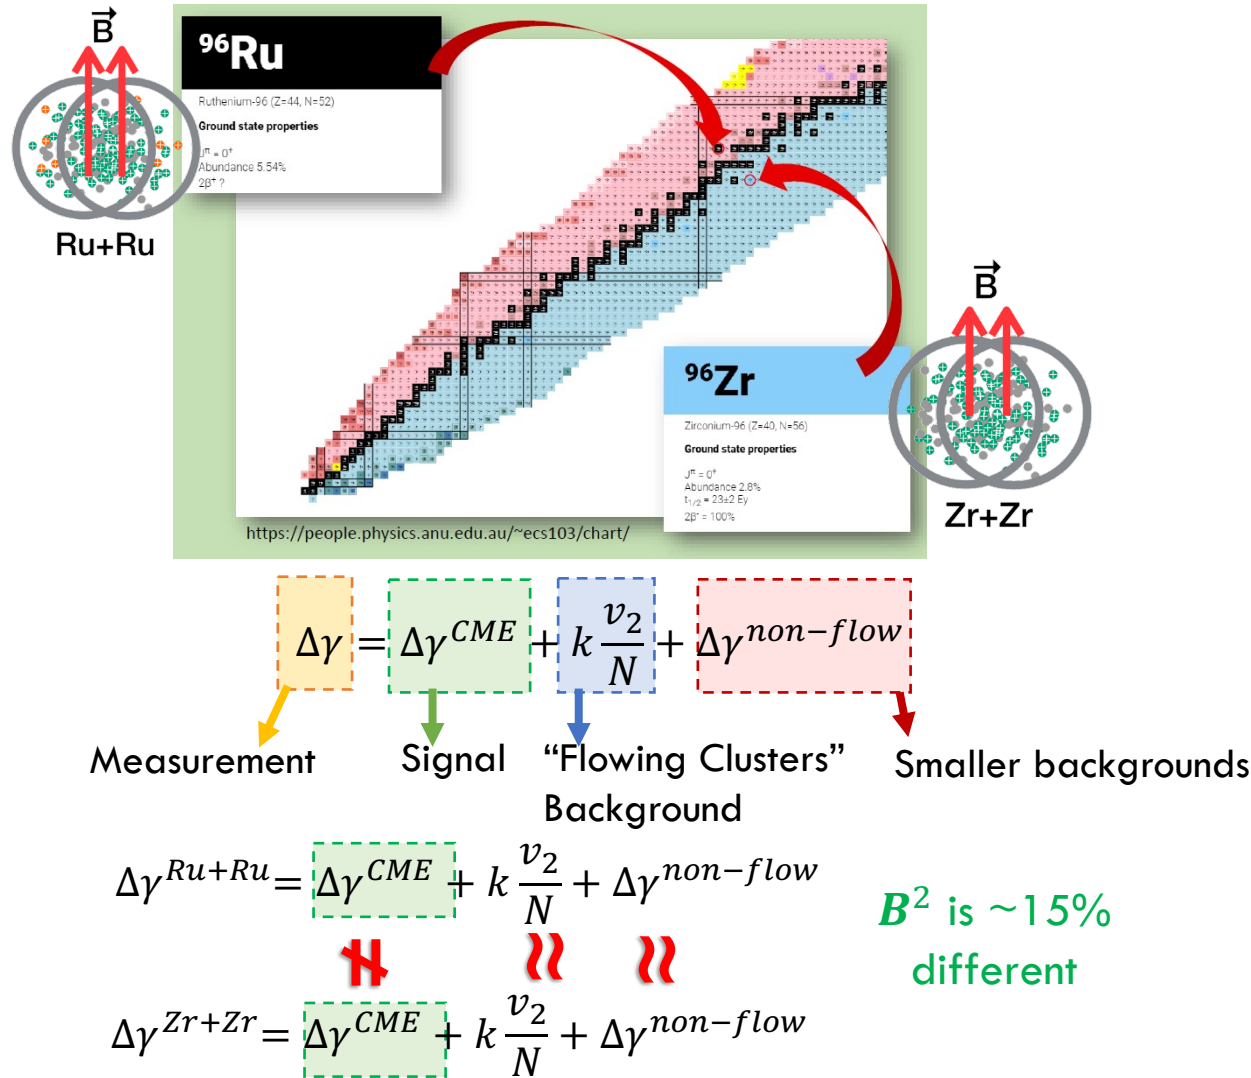 B⃗
⁹⁶Ru
Ruthenium-96 (Z=44, N=52)
Ground state properties
Jᵖⁱ = 0⁺
Abundance 5.54%
2β⁺ ?
Ru+Ru
B⃗
⁹⁶Zr
Zirconium-96 (Z=40, N=56)
Ground state properties
J^π = 0⁺
Abundance 2.8%
t₁/₂ = 23±2 Ey
2β⁻ = 100%
Zr+Zr
https://people.physics.anu.edu.au/~ecs103/chart/
Δγ = Δγ^{CME} + k v₂/N + Δγ^{non−flow}
Measurement
Signal
“Flowing Clusters”
Background
Smaller backgrounds
Δγ^{Ru+Ru} = Δγ^{CME} + k v₂/N + Δγ^{non−flow}
≠ ≈ ≈
B² is ~15%
different
Δγ^{Zr+Zr} = Δγ^{CME} + k v₂/N + Δγ^{non−flow}